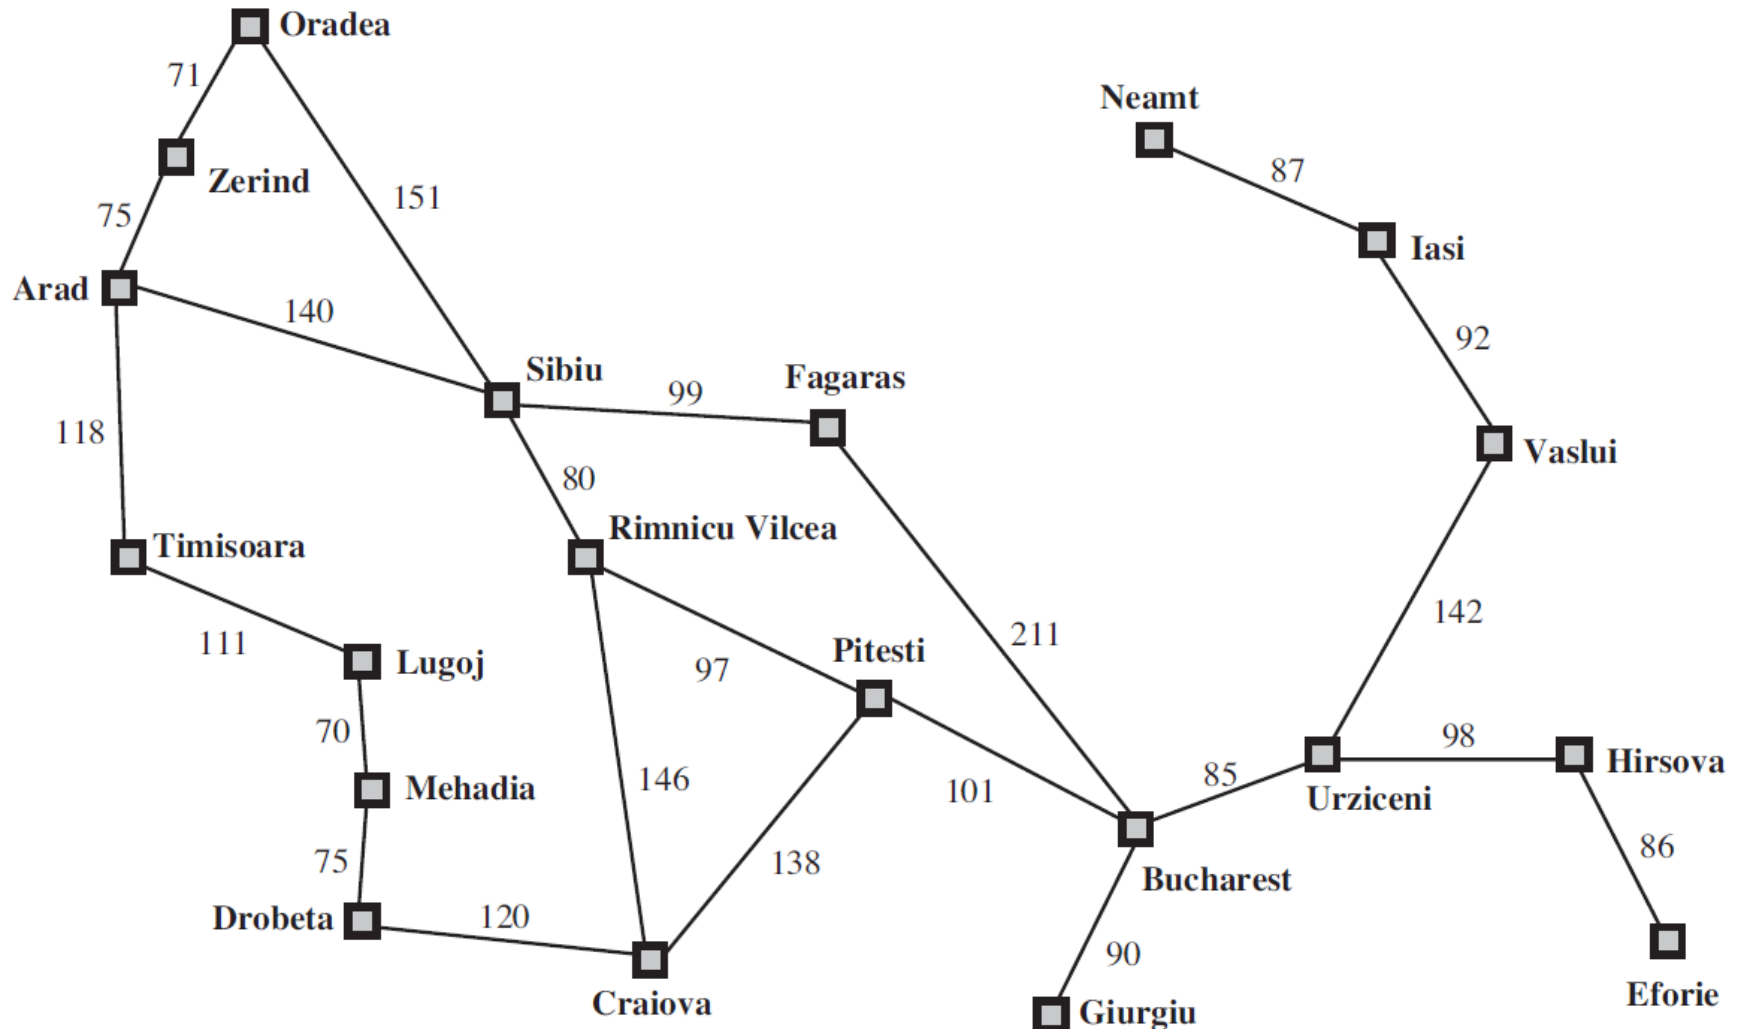 Oradea
71
Neamt
87
Zerind
151
75
Iasi
Arad
140
92
Sibiu
Fagaras
99
118
Vaslui
80
Rimnicu Vilcea
Timisoara
142
211
111
Pitesti
Lugoj
97
70
98
Hirsova
146
85
Mehadia
101
Urziceni
86
75
138
Bucharest
Drobeta
120
90
Eforie
Craiova
Giurgiu